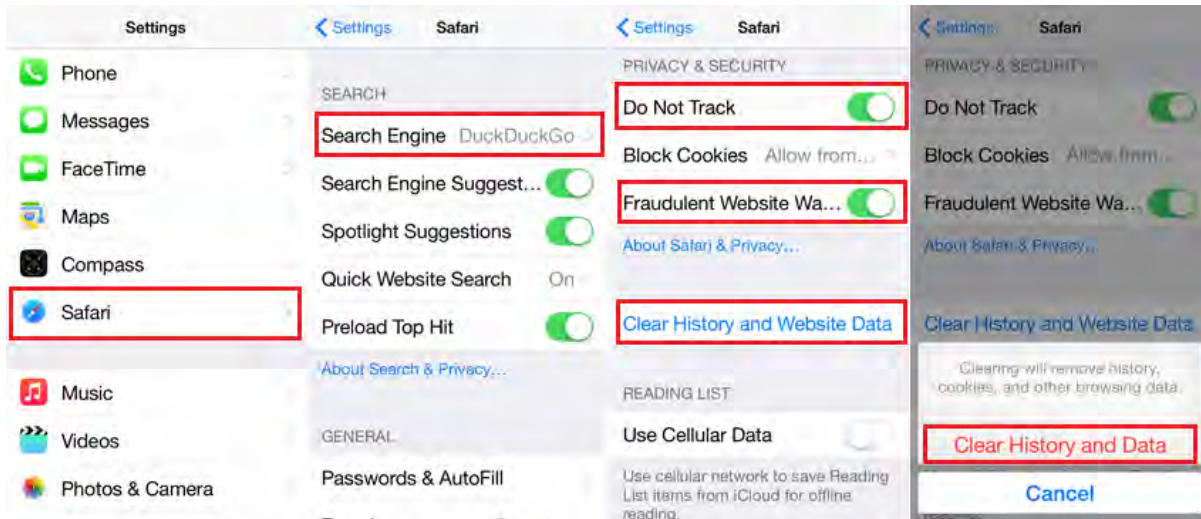 Settings
Phone
Messages
FaceTime
Maps
Compass
Safari
Music
Videos
Photos & Camera
Settings Safari
SEARCH
Search Engine DuckDuckGo
Search Engine Suggest...
Spotlight Suggestions
Quick Website Search On
Preload Top Hit
About Search & Privacy...
GENERAL
Passwords & AutoFill
Settings Safari
PRIVACY & SECURITY
Do Not Track
Block Cookies Allow from...
Fraudulent Website Wa...
About Safari & Privacy...
Clear History and Website Data
READING LIST
Use Cellular Data
Use cellular network to save Reading
List items from iCloud for offline
reading.
Settings Safari
PRIVACY & SECURITY
Do Not Track
Block Cookies Allow from...
Fraudulent Website Wa...
About Safari & Privacy...
Clear History and Website Data
Clearing will remove history,
cookies, and other browsing data.
Clear History and Data
Cancel